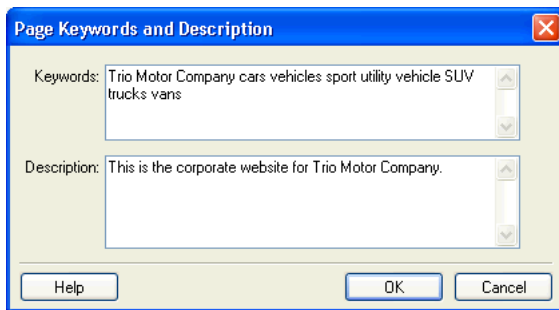 Page Keywords and Description
Keywords: Trio Motor Company cars vehicles sport utility vehicle SUV
trucks vans
Description: This is the corporate website for Trio Motor Company.
Help OK Cancel